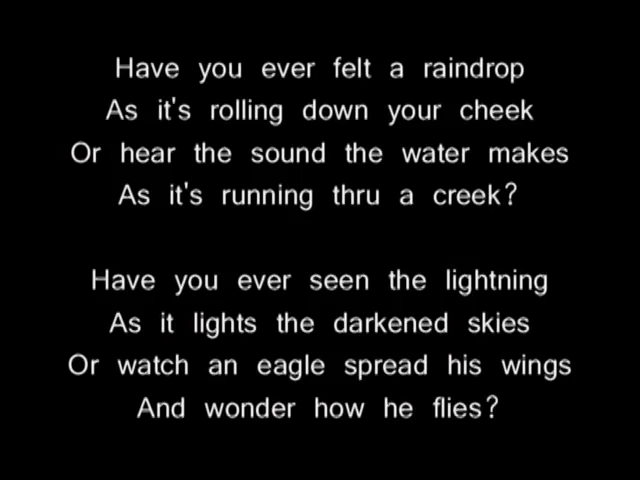 Have you ever felt a raindrop
As it's rolling down your cheek
Or hear the sound the water makes
As it's running thru a creek?
Have you ever seen the lightning
As it lights the darkened skies
Or watch an eagle spread his wings
And wonder how he flies?